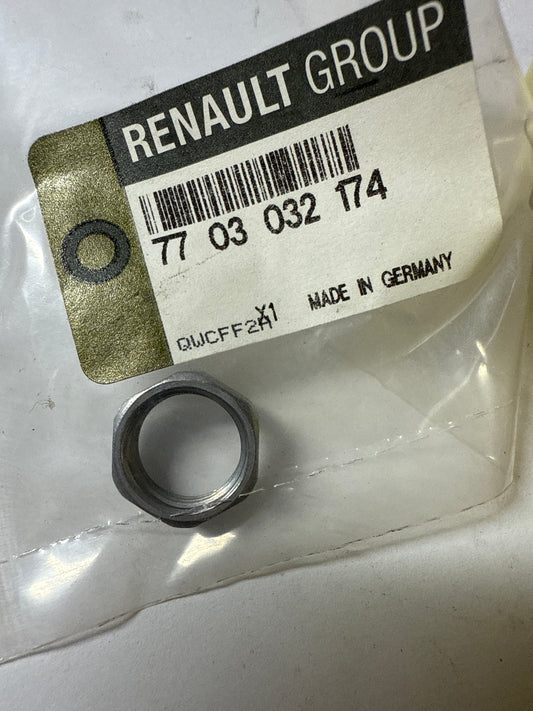 RENAULT GROUP
77 03 032 174
X1 MADE IN GERMANY
QWCFF2A